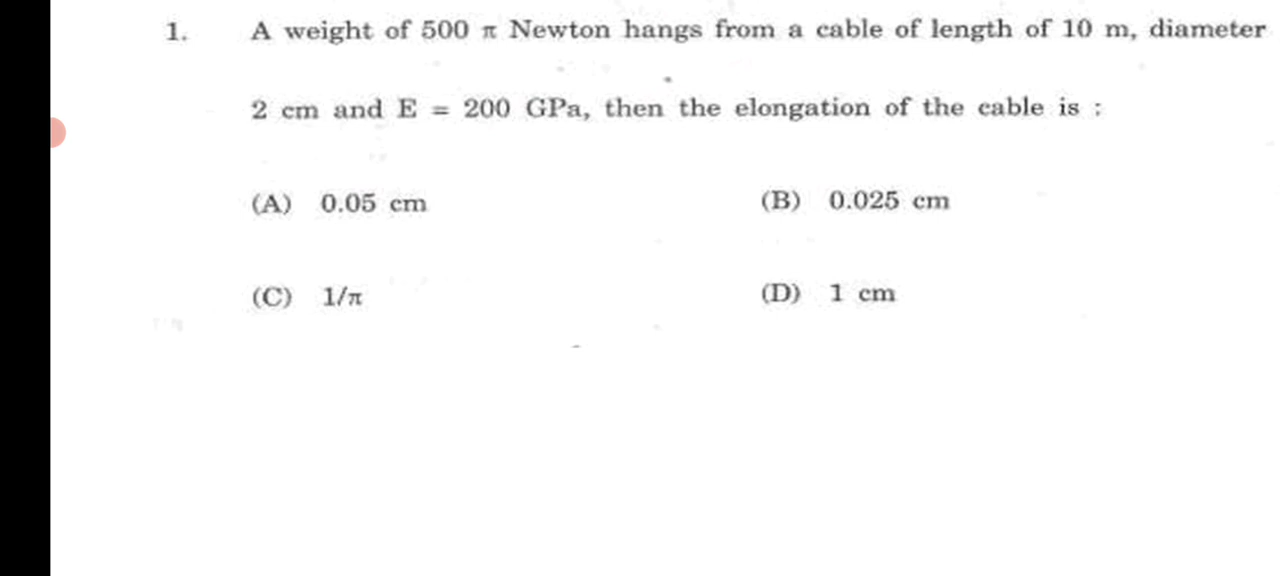 1. A weight of 500 π Newton hangs from a cable of length of 10 m, diameter
2 cm and E = 200 GPa, then the elongation of the cable is :
(A) 0.05 cm (B) 0.025 cm
(C) 1/π (D) 1 cm